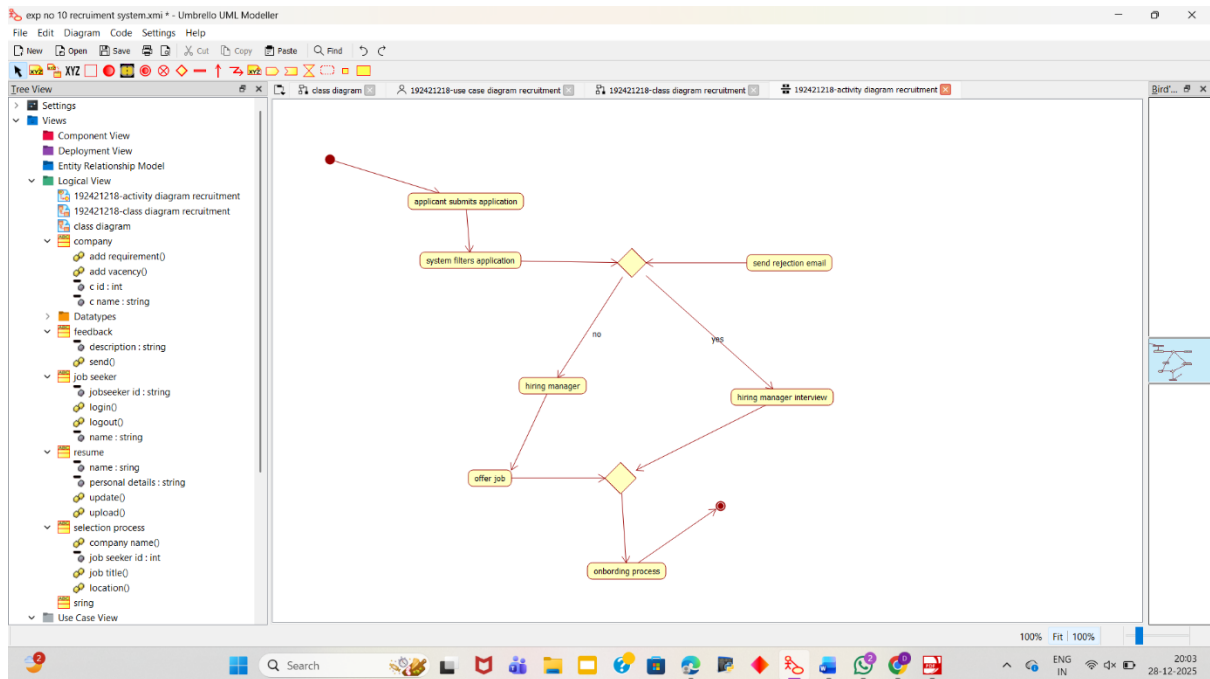 exp no 10 recruiment system.xmi * - Umbrello UML Modeller
File Edit Diagram Code Settings Help
New Open Save Cut Copy Paste Find
XYZ XYZ XYZ XYZ
Tree View
class diagram 192421218-use case diagram recruitment 192421218-class diagram recruitment 192421218-activity diagram recruitment
Bird'...
Settings
Views
Component View
Deployment View
Entity Relationship Model
Logical View
192421218-activity diagram recruitment
192421218-class diagram recruitment
class diagram
company
add requirement()
add vacency()
c id : int
c name : string
Datatypes
feedback
description : string
send()
job seeker
jobseeker id : string
login()
logout()
name : string
resume
name : sring
personal details : string
update()
upload()
selection process
company name()
job seeker id : int
job title()
location()
sring
Use Case View
applicant submits application
system filters application
send rejection email
no
yes
hiring manager
hiring manager interview
offer job
onbording process
100% Fit 100%
2
Search
ENG
IN
20:03
28-12-2025